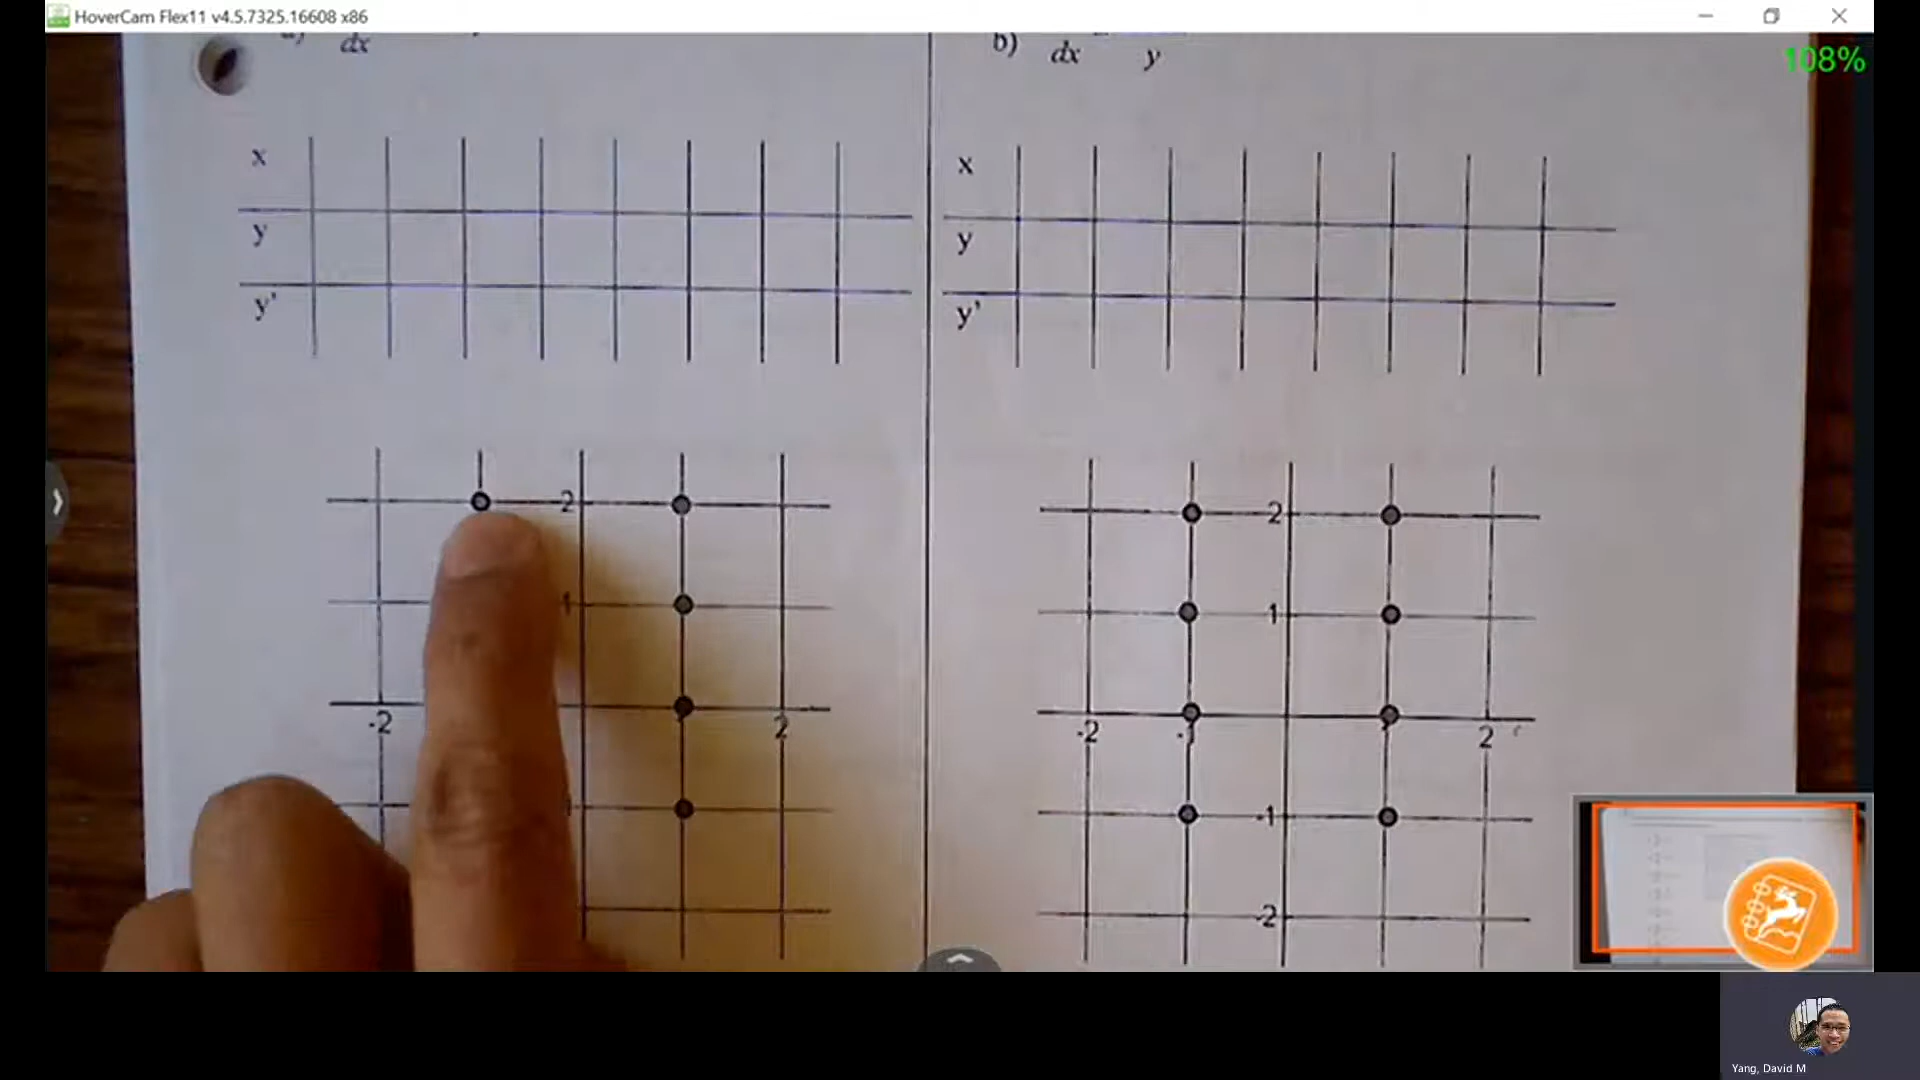 HoverCam Flex11 v4.5.7325.16608 x86
108%
dx
b) dx y
x
y
y'
x
y
y'
2
1
-2 2
2
1
-2 -1 2
-1
-2
Yang, David M